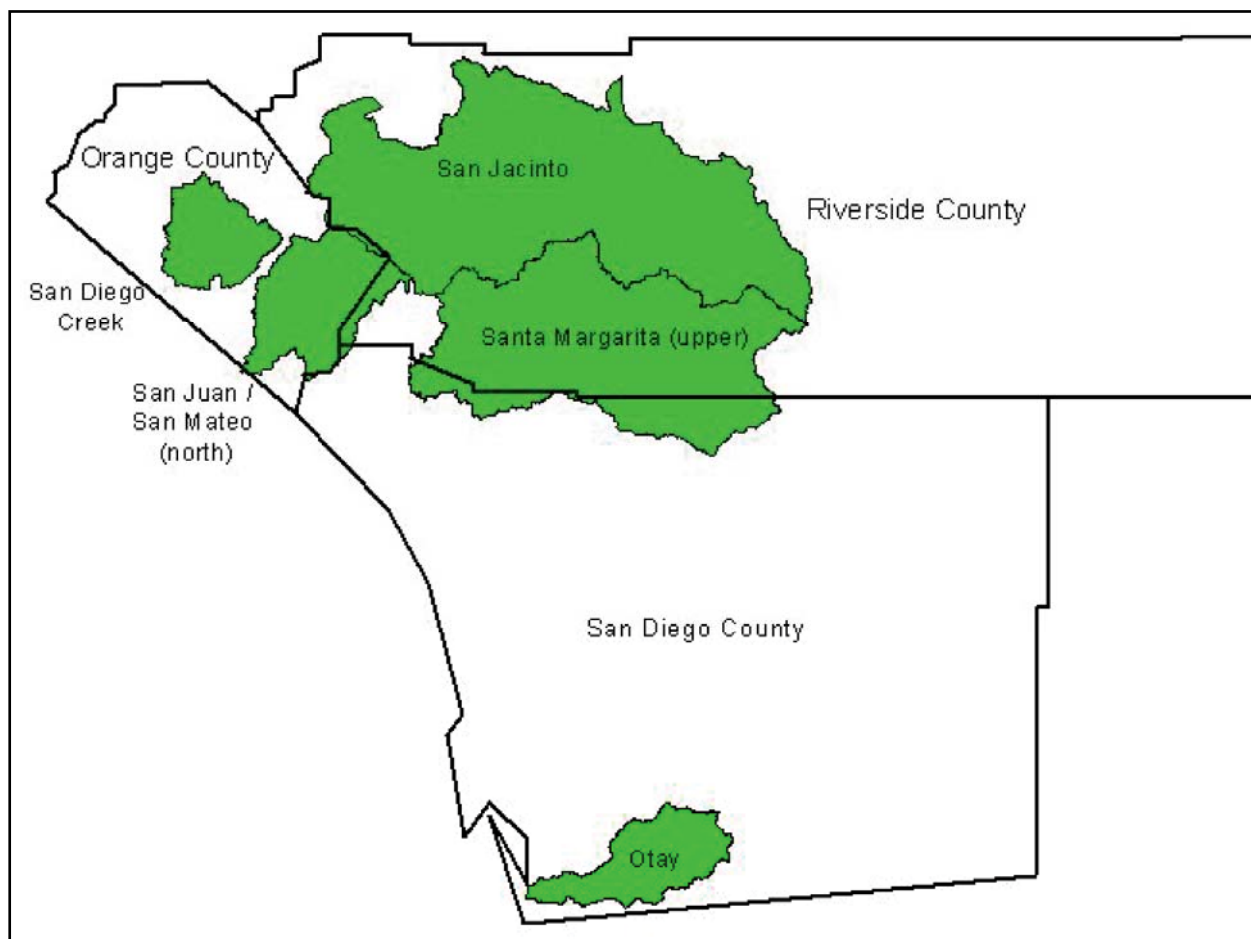 Orange County
San Jacinto
Riverside County
San Diego
Creek
Santa Margarita (upper)
San Juan /
San Mateo
(north)
San Diego County
Otay